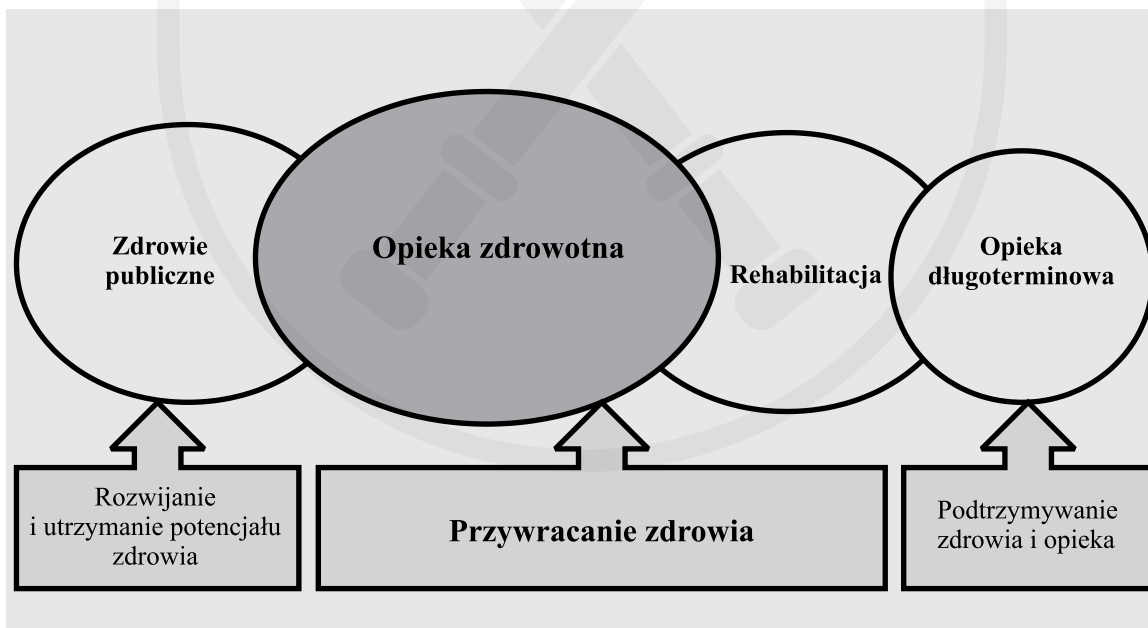 Zdrowie
publiczne
Opieka zdrowotna
Rehabilitacja
Opieka
długoterminowa
Rozwijanie
i utrzymanie potencjału
zdrowia
Przywracanie zdrowia
Podtrzymywanie
zdrowia i opieka